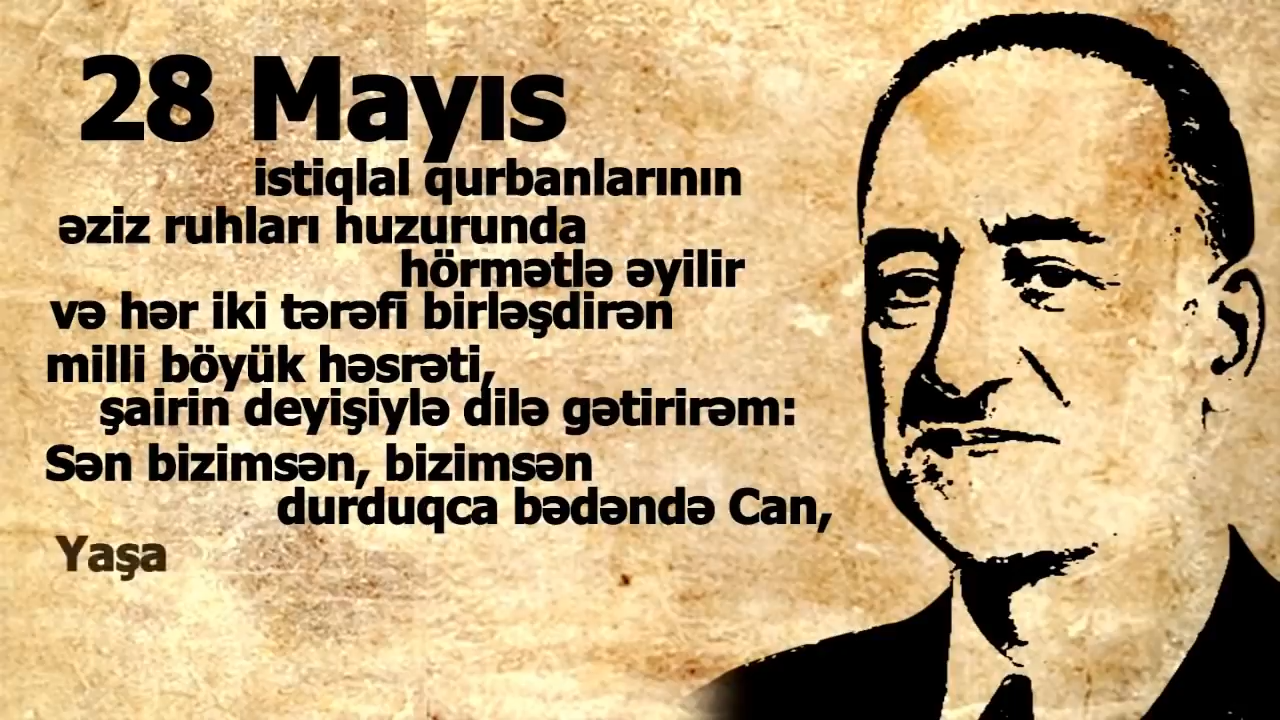 28 Mayıs
istiqlal qurbanlarının
əziz ruhları huzurunda
hörmətlə əyilir
və hər iki tərəfi birləşdirən
milli böyük həsrəti,
şairin deyişiylə dilə gətirirəm:
Sən bizimsən, bizimsən
durduqca bədəndə Can,
Yaşa